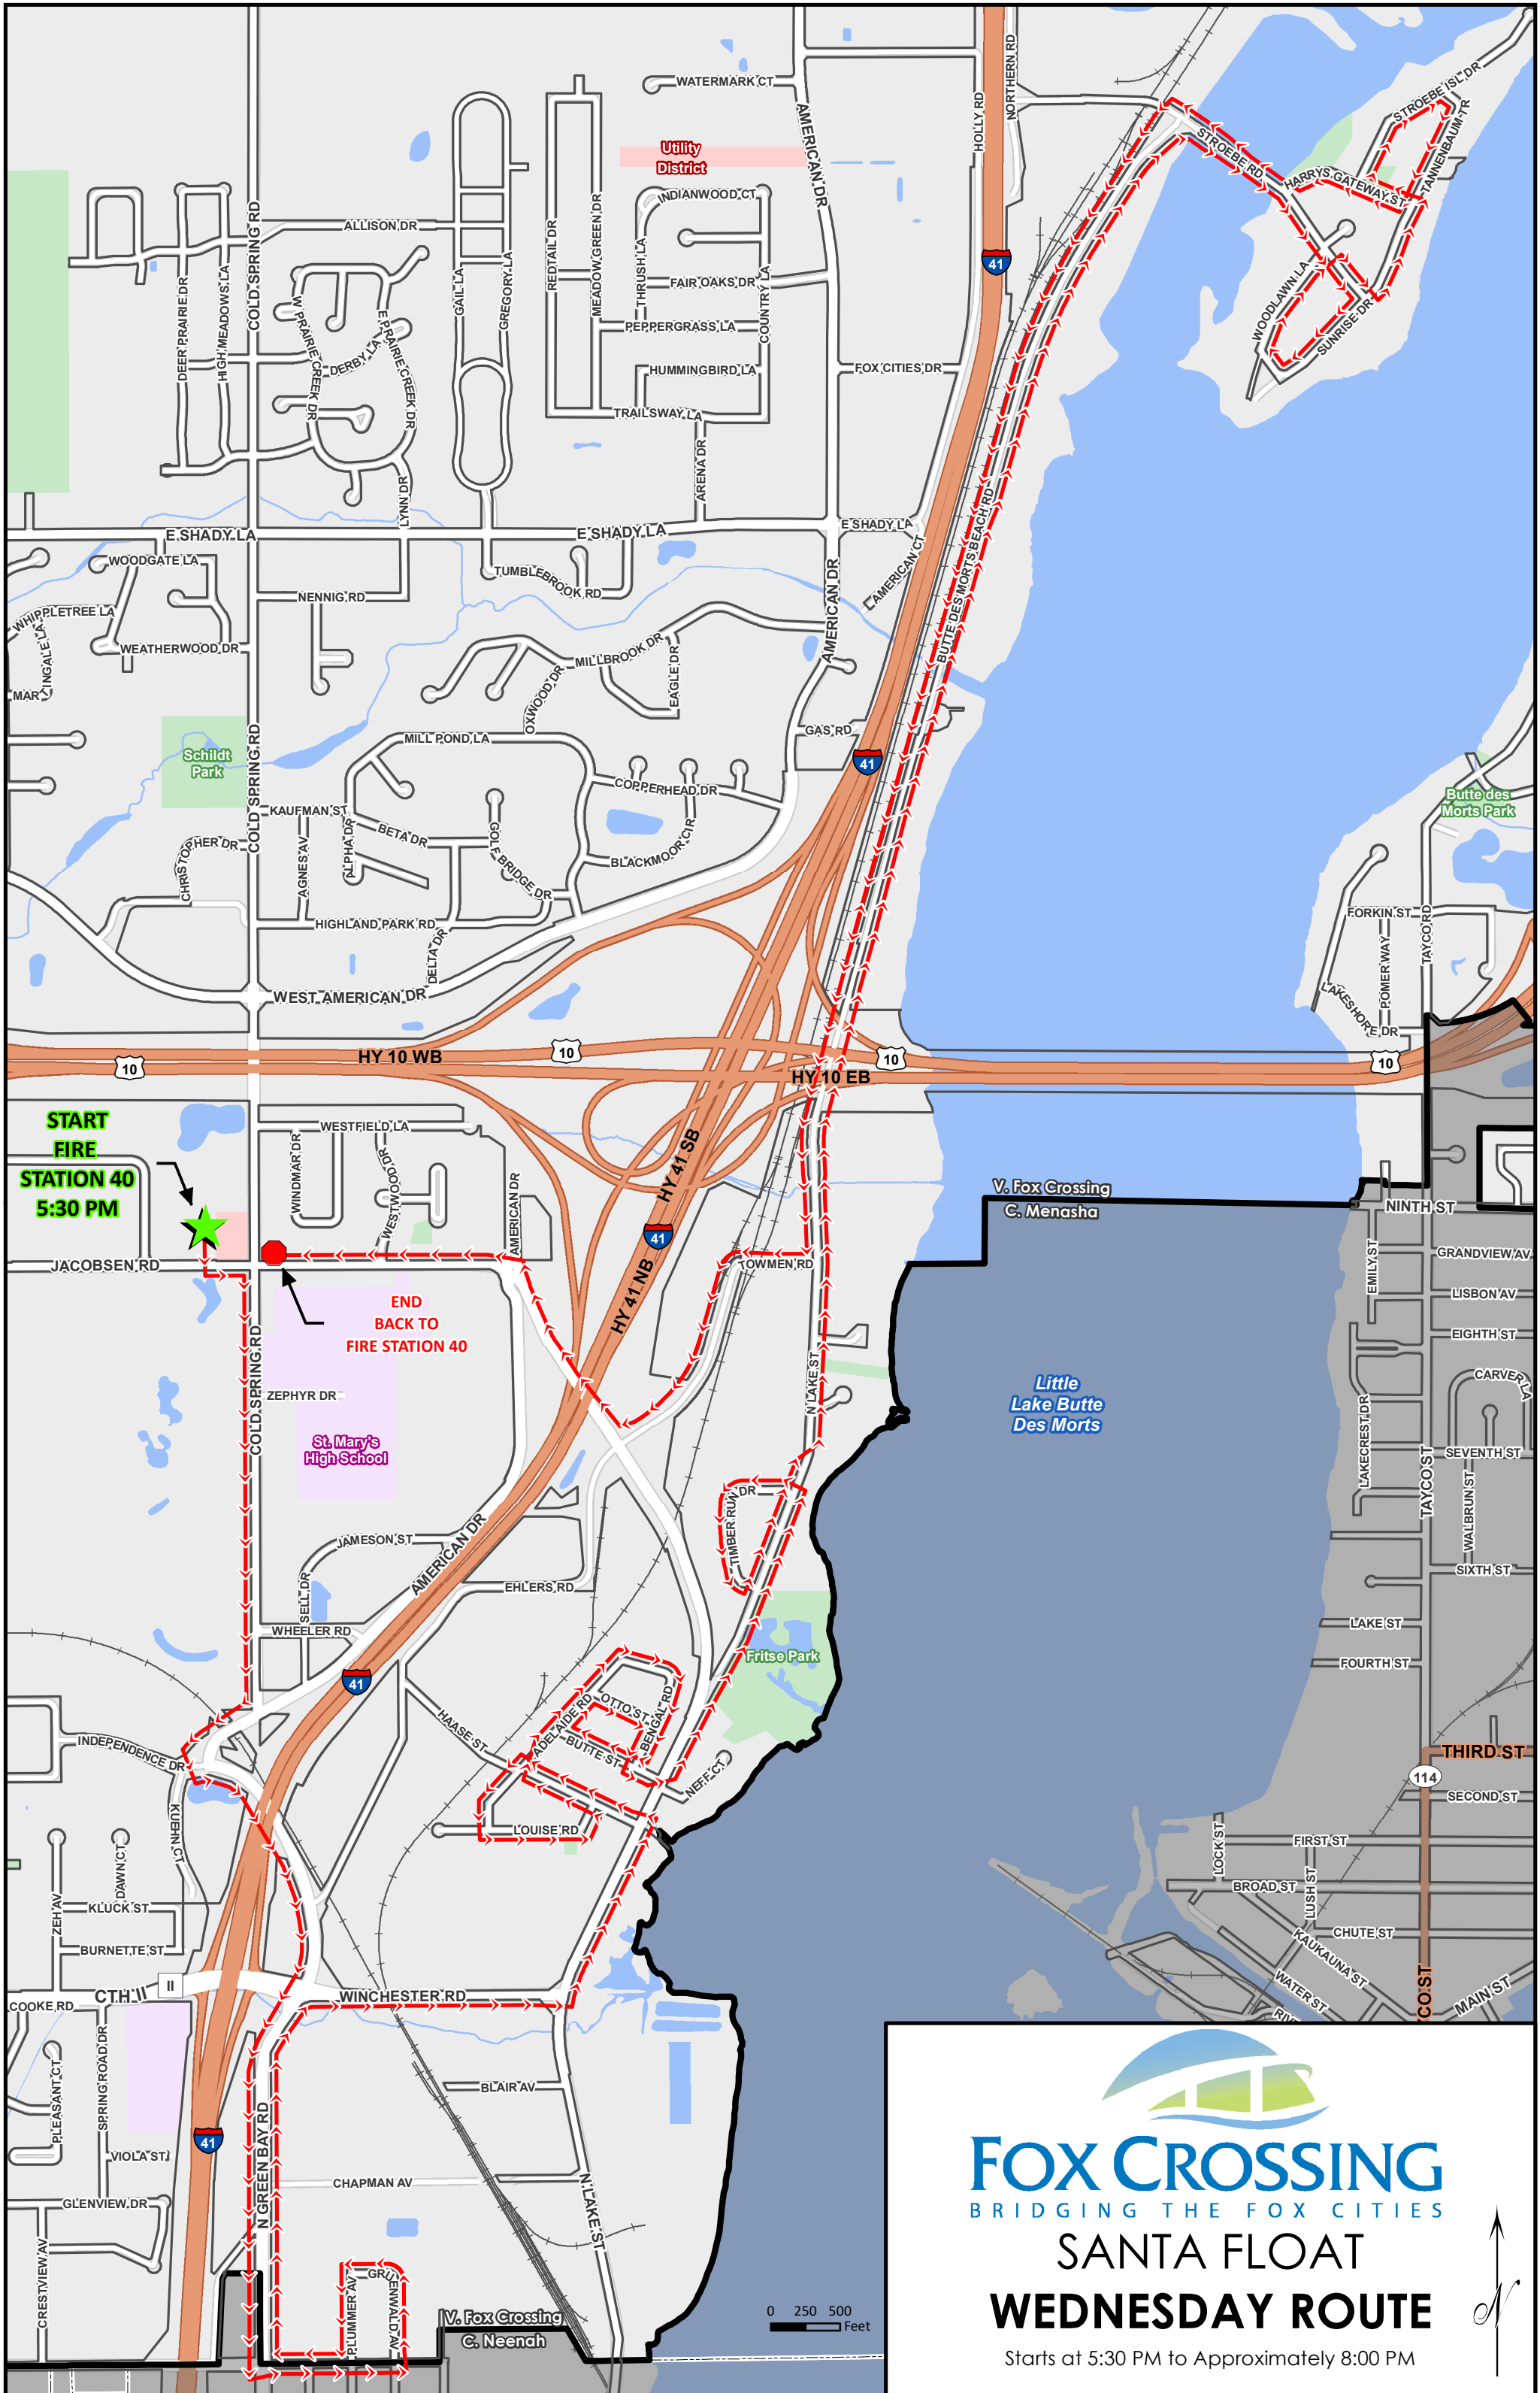 WATERMARK CT
AMERICAN DR
HOLLY RD
NORTHERN RD
STROEBE ISL DR
TANNENBAUM TR
STROEBE RD
HARRYS GATEWAY ST
WOODLAWN LA
SUNRISE DR
Utility
District
INDIANWOOD CT
ALLISON DR
COLD SPRING RD
DEER PRAIRIE DR
HIGH MEADOWS LA
W PRAIRIE CREEK DR
E PRAIRIE CREEK DR
DERBY LA
GAIL LA
GREGORY LA
REDTAIL DR
MEADOW GREEN DR
THRUSH LA
FAIR OAKS DR
COUNTRY LA
PEPPERGRASS LA
HUMMINGBIRD LA
TRAILSWAY LA
ARENA DR
FOX CITIES DR
41
LYNN DR
E SHADY LA
E SHADY LA
E SHADY LA
AMERICAN CT
BUTTE DES MORTS BEACH RD
WOODGATE LA
TUMBLEBROOK RD
NENNIG RD
WHIPPLETREE LA
WEATHERWOOD DR
MAR
TINGALE LA
AMERICAN DR
MILLBROOK DR
EAGLE DR
OXWOOD DR
MILL POND LA
GAS RD
41
Schildt
Park
COLD SPRING RD
COPPERHEAD DR
KAUFMAN ST
ALPHA DR
BETA DR
GOLF BRIDGE DR
BLACKMOOR CIR
CHRISTOPHER DR
AGNES AV
HIGHLAND PARK RD
DELTA DR
WEST AMERICAN DR
Butte des
Morts Park
FORKIN ST
TAYCO RD
POMER WAY
LAKESHORE DR
10
HY 10 WB
10
10
HY 10 EB
10
START
FIRE
STATION 40
5:30 PM
WESTFIELD LA
WINDMAR DR
WESTWOOD DR
AMERICAN DR
HY 41 SB
41
HY 41 NB
JACOBSEN RD
END
BACK TO
FIRE STATION 40
TOWMEN RD
V. Fox Crossing
C. Menasha
NINTH ST
EMILY ST
GRANDVIEW AV
LISBON AV
EIGHTH ST
CARVER LA
LAKECREST DR
SEVENTH ST
TAYCO ST
WALBRUN ST
SIXTH ST
LAKE ST
FOURTH ST
Little
Lake Butte
Des Morts
N LAKE ST
COLD SPRING RD
ZEPHYR DR
St. Mary's
High School
TIMBER RUN DR
JAMESON ST
AMERICAN DR
SELL DR
EHLERS RD
WHEELER RD
41
Fritse Park
HAASE ST
ADELAIDE RD
OTTO ST
BENGAL RD
BUTTE ST
NEFF CT
LOUISE RD
INDEPENDENCE DR
KUEHN CT
THIRD ST
114
SECOND ST
FIRST ST
LOCK ST
BROAD ST
LUSH ST
CHUTE ST
KAUKAUNA ST
WATER ST
MAIN ST
CO ST
ZEH AV
DAWN CT
KLUCK ST
BURNETTE ST
CTH II
II
COOKE RD
WINCHESTER RD
PLEASANT CT
SPRING ROAD DR
BLAIR AV
41
VIOLA ST
N GREEN BAY RD
CHAPMAN AV
GLENVIEW DR
N LAKE ST
CRESTVIEW AV
PLUMMER AV
GRUENWALD AV
V. Fox Crossing
C. Neenah
0 250 500
Feet
FOX CROSSING
BRIDGING THE FOX CITIES
SANTA FLOAT
WEDNESDAY ROUTE
Starts at 5:30 PM to Approximately 8:00 PM
N